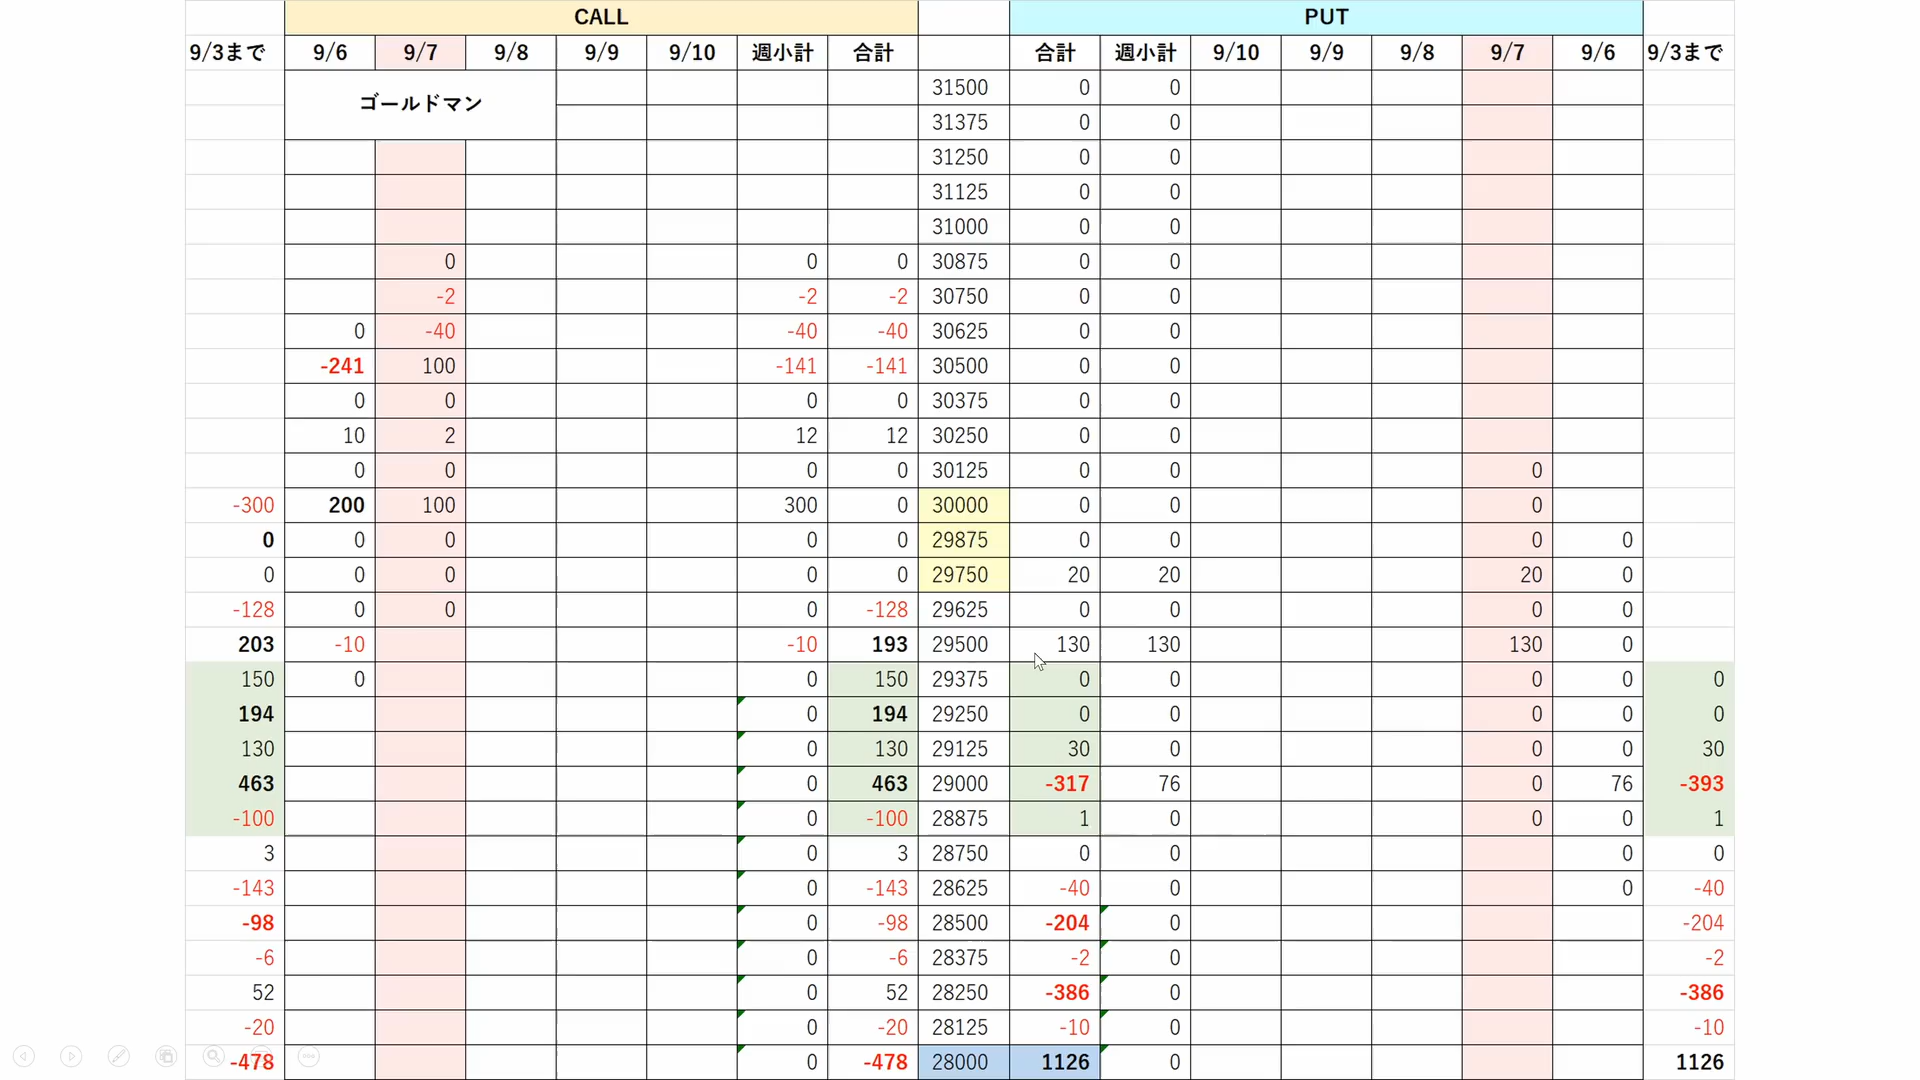 CALL PUT
9/3まで 9/6 9/7 9/8 9/9 9/10 週小計 合計 合計 週小計 9/10 9/9 9/8 9/7 9/6 9/3まで
ゴールドマン
31500 0 0
31375 0 0
31250 0 0
31125 0 0
31000 0 0
0 0 0 30875 0 0
-2 -2 -2 30750 0 0
0 -40 -40 -40 30625 0 0
-241 100 -141 -141 30500 0 0
0 0 0 0 30375 0 0
10 2 12 12 30250 0 0
0 0 0 0 30125 0 0 0
-300 200 100 300 0 30000 0 0 0
0 0 0 0 0 29875 0 0 0 0
0 0 0 0 0 29750 20 20 20 0
-128 0 0 0 -128 29625 0 0 0 0
203 -10 -10 193 29500 130 130 130 0
150 0 0 150 29375 0 0 0 0 0
194 0 194 29250 0 0 0 0 0
130 0 130 29125 30 0 0 0 30
463 0 463 29000 -317 76 0 76 -393
-100 0 -100 28875 1 0 0 0 1
3 0 3 28750 0 0 0 0
-143 0 -143 28625 -40 0 0 -40
-98 0 -98 28500 -204 0 -204
-6 0 -6 28375 -2 0 -2
52 0 52 28250 -386 0 -386
-20 0 -20 28125 -10 0 -10
-478 0 -478 28000 1126 0 1126